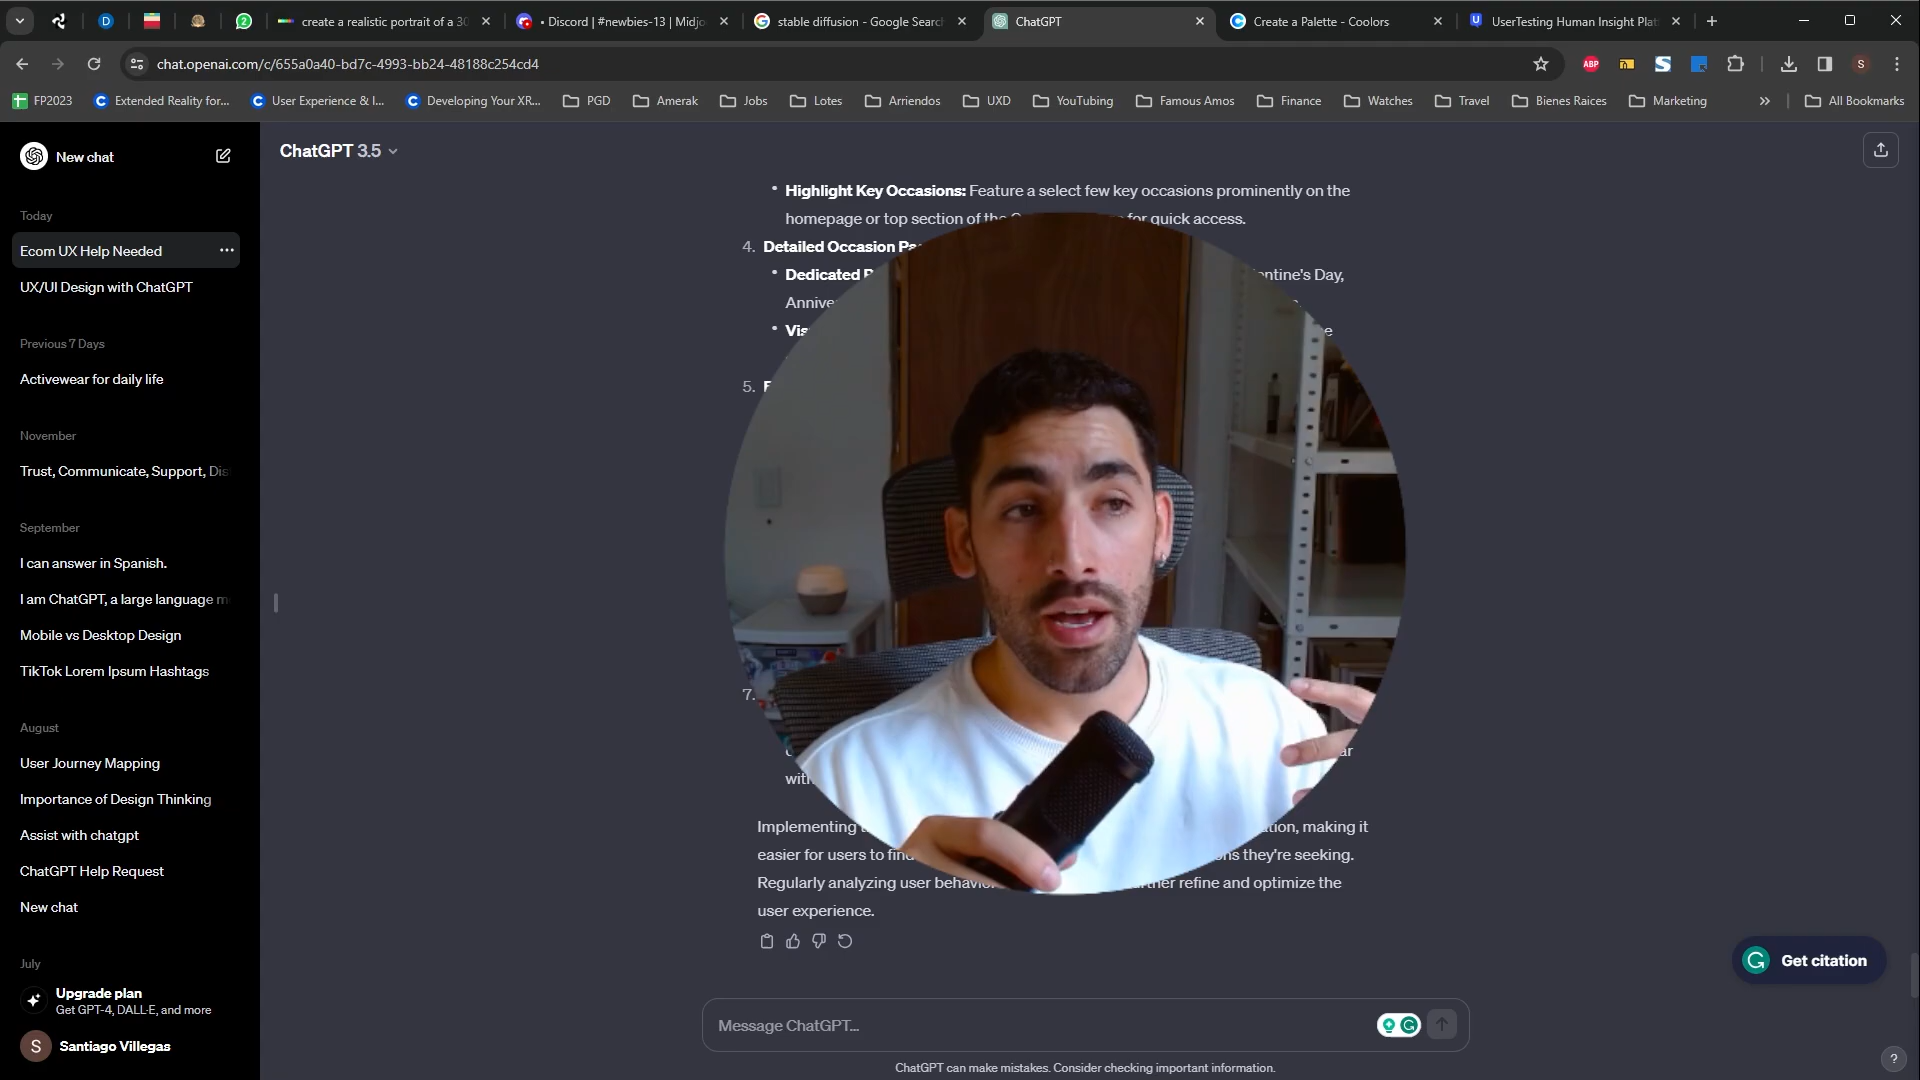 create a realistic portrait of a 30
• Discord | #newbies-13 | Midjo
stable diffusion - Google Search
ChatGPT
Create a Palette - Coolors
UserTesting Human Insight Plat
chat.openai.com/c/655a0a40-bd7c-4993-bb24-48188c254cd4
ABP
S
FP2023
Extended Reality for...
User Experience & I...
Developing Your XR...
PGD
Amerak
Jobs
Lotes
Arriendos
UXD
YouTubing
Famous Amos
Finance
Watches
Travel
Bienes Raices
Marketing
All Bookmarks
New chat
ChatGPT 3.5
Today
Ecom UX Help Needed
UX/UI Design with ChatGPT
Previous 7 Days
Activewear for daily life
November
Trust, Communicate, Support, Dis
September
I can answer in Spanish.
I am ChatGPT, a large language m
Mobile vs Desktop Design
TikTok Lorem Ipsum Hashtags
August
User Journey Mapping
Importance of Design Thinking
Assist with chatgpt
ChatGPT Help Request
New chat
July
Upgrade plan
Get GPT-4, DALL·E, and more
S
Santiago Villegas
• Highlight Key Occasions: Feature a select few key occasions prominently on the
homepage or top section of the for quick access.
4. Detailed Occasion
• Dedicated Day,
5.
7.
Implementing making it
easier for users to they're seeking.
Regularly analyzing user refine and optimize the
user experience.
Get citation
Message ChatGPT...
ChatGPT can make mistakes. Consider checking important information.
?